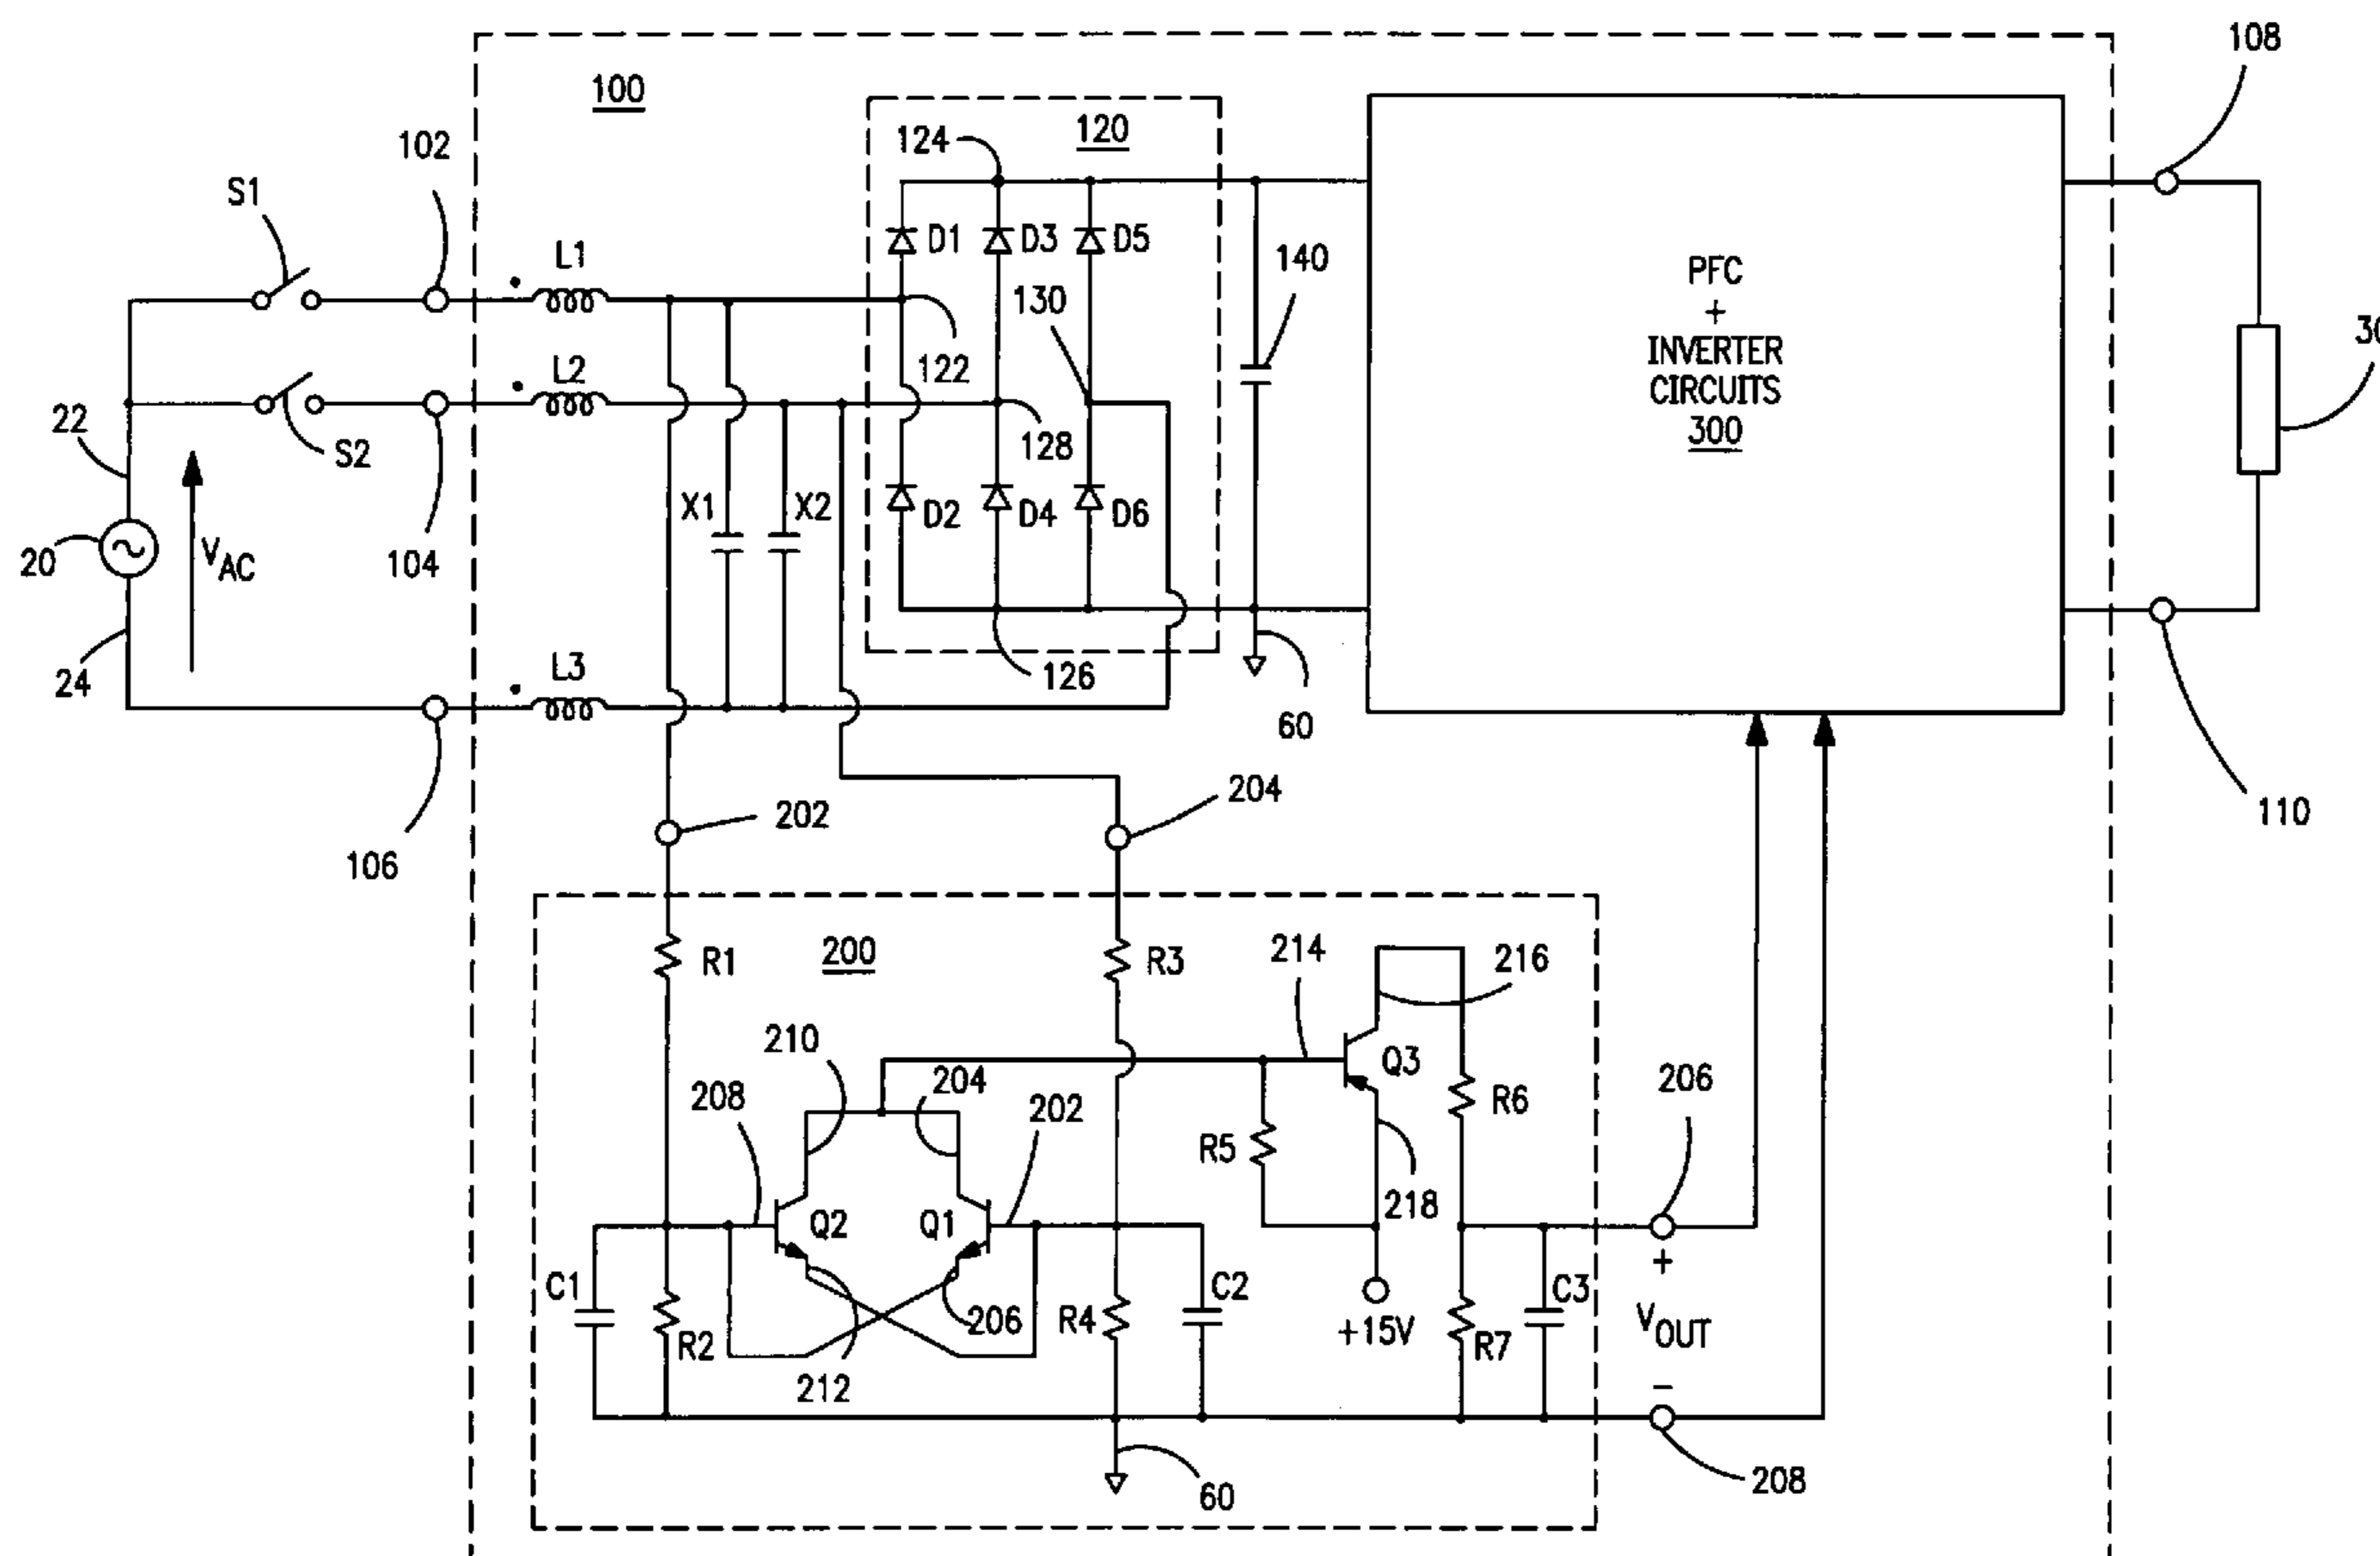 108
100
120
124
102
S1
D1
D3
D5
140
L1
130
PFC
+
INVERTER
CIRCUITS
300
122
L2
22
128
S2
X1
X2
D2
D4
D6
20
VAC
104
24
L3
126
60
106
202
204
110
R1
200
R3
214
216
210
204
Q3
206
208
202
R6
R5
Q2
Q1
218
C1
C2
C3
+
206
R4
+15V
VOUT
R2
R7
212
−
60
208